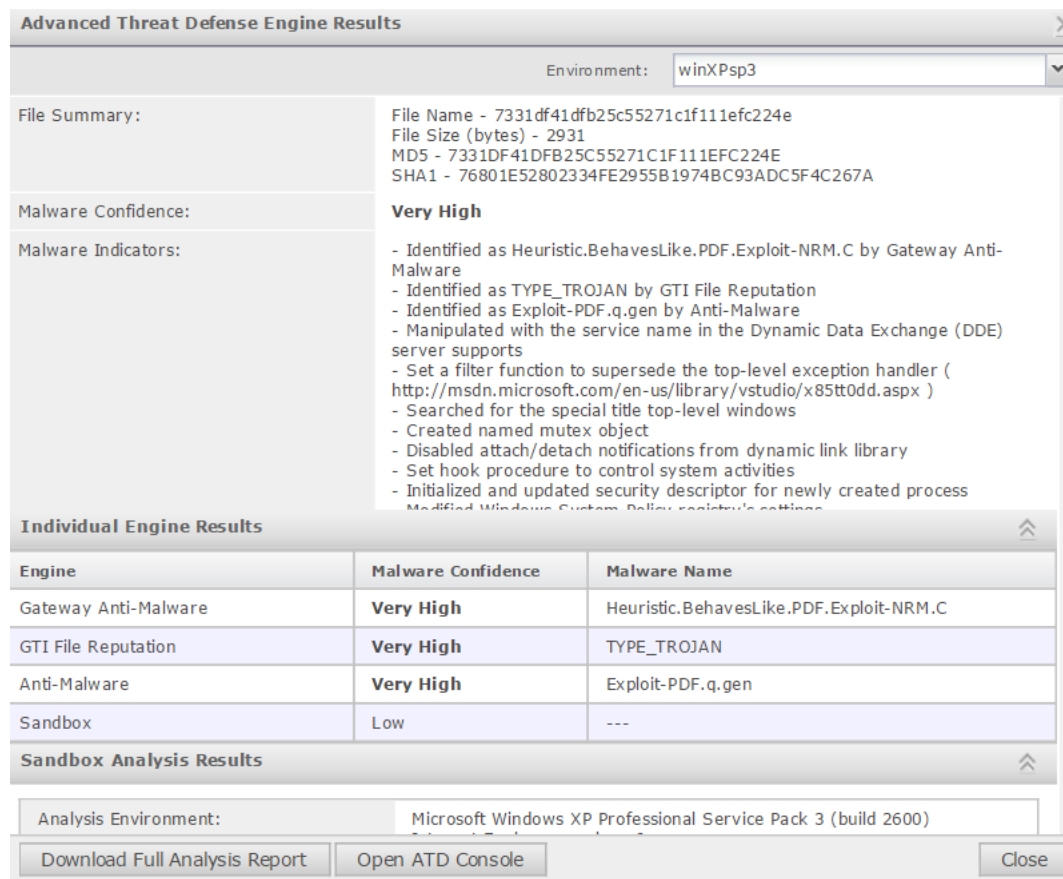 Advanced Threat Defense Engine Results
Environment: winXPsp3
File Summary:
File Name - 7331df41dfb25c55271c1f111efc224e
File Size (bytes) - 2931
MD5 - 7331DF41DFB25C55271C1F111EFC224E
SHA1 - 76801E52802334FE2955B1974BC93ADC5F4C267A
Malware Confidence: Very High
Malware Indicators:
- Identified as Heuristic.BehavesLike.PDF.Exploit-NRM.C by Gateway Anti-
Malware
- Identified as TYPE_TROJAN by GTI File Reputation
- Identified as Exploit-PDF.q.gen by Anti-Malware
- Manipulated with the service name in the Dynamic Data Exchange (DDE)
server supports
- Set a filter function to supersede the top-level exception handler (
http://msdn.microsoft.com/en-us/library/vstudio/x85tt0dd.aspx )
- Searched for the special title top-level windows
- Created named mutex object
- Disabled attach/detach notifications from dynamic link library
- Set hook procedure to control system activities
- Initialized and updated security descriptor for newly created process
- Modified Windows System Policy registry's settings
Individual Engine Results
Engine Malware Confidence Malware Name
Gateway Anti-Malware Very High Heuristic.BehavesLike.PDF.Exploit-NRM.C
GTI File Reputation Very High TYPE_TROJAN
Anti-Malware Very High Exploit-PDF.q.gen
Sandbox Low ---
Sandbox Analysis Results
Analysis Environment: Microsoft Windows XP Professional Service Pack 3 (build 2600)
Download Full Analysis Report Open ATD Console Close